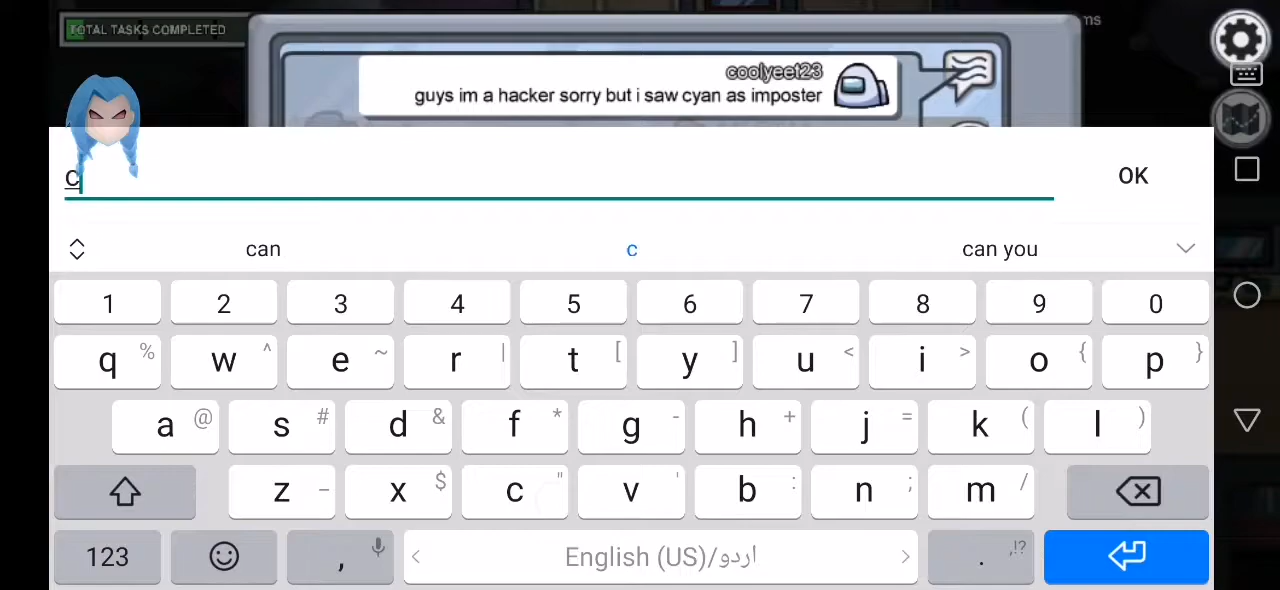 TOTAL TASKS COMPLETED
ms
coolyeet23
guys im a hacker sorry but i saw cyan as imposter
c
OK
can c can you
1 2 3 4 5 6 7 8 9 0
q % w ^ e ~ r | t [ y ] u < i > o { p }
a @ s # d & f * g - h + j = k ( l )
z _ x $ c " v ' b : n ; m /
123 , < English (US)/اردو > . ,!?